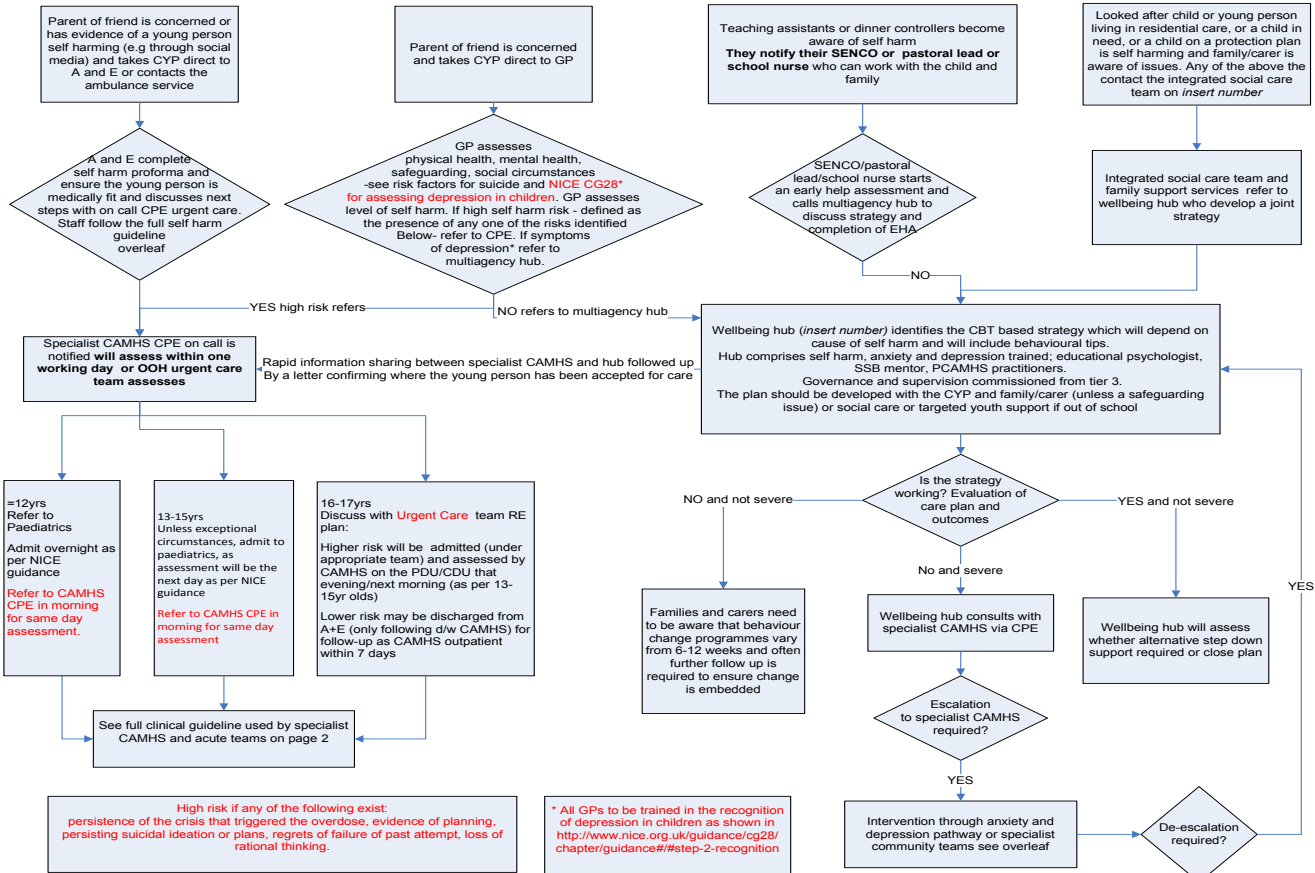 Parent of friend is concerned or
has evidence of a young person
self harming (e.g through social
media) and takes CYP direct to
A and E or contacts the
ambulance service
Parent of friend is concerned
and takes CYP direct to GP
Teaching assistants or dinner controllers become
aware of self harm
They notify their SENCO or pastoral lead or
school nurse who can work with the child and
family
Looked after child or young person
living in residential care, or a child in
need, or a child on a protection plan
is self harming and family/carer is
aware of issues. Any of the above the
contact the integrated social care
team on insert number
A and E complete
self harm proforma and
ensure the young person is
medically fit and discusses next
steps with on call CPE urgent care.
Staff follow the full self harm
guideline
overleaf
GP assesses
physical health, mental health,
safeguarding, social circumstances
-see risk factors for suicide and NICE CG28*
for assessing depression in children. GP assesses
level of self harm. If high self harm risk - defined as
the presence of any one of the risks identified
Below- refer to CPE. If symptoms
of depression* refer to
multiagency hub.
SENCO/pastoral
lead/school nurse starts
an early help assessment and
calls multiagency hub to
discuss strategy and
completion of EHA
Integrated social care team and
family support services refer to
wellbeing hub who develop a joint
strategy
NO
YES high risk refers
NO refers to multiagency hub
Specialist CAMHS CPE on call is
notified will assess within one
working day or OOH urgent care
team assesses
Rapid information sharing between specialist CAMHS and hub followed up
By a letter confirming where the young person has been accepted for care
Wellbeing hub (insert number) identifies the CBT based strategy which will depend on
cause of self harm and will include behavioural tips.
Hub comprises self harm, anxiety and depression trained; educational psychologist,
SSB mentor, PCAMHS practitioners.
Governance and supervision commissioned from tier 3.
The plan should be developed with the CYP and family/carer (unless a safeguarding
issue) or social care or targeted youth support if out of school
=12yrs
Refer to
Paediatrics
Admit overnight as
per NICE
guidance
Refer to CAMHS
CPE in morning
for same day
assessment.
13-15yrs
Unless exceptional
circumstances, admit to
paediatrics, as
assessment will be the
next day as per NICE
guidance
Refer to CAMHS CPE in
morning for same day
assessment
16-17yrs
Discuss with Urgent Care team RE
plan:
Higher risk will be admitted (under
appropriate team) and assessed by
CAMHS on the PDU/CDU that
evening/next morning (as per 13-
15yr olds)
Lower risk may be discharged from
A+E (only following d/w CAMHS) for
follow-up as CAMHS outpatient
within 7 days
See full clinical guideline used by specialist
CAMHS and acute teams on page 2
Is the strategy
working? Evaluation of
care plan and
outcomes
NO and not severe
YES and not severe
No and severe
YES
Families and carers need
to be aware that behaviour
change programmes vary
from 6-12 weeks and often
further follow up is
required to ensure change
is embedded
Wellbeing hub consults with
specialist CAMHS via CPE
Wellbeing hub will assess
whether alternative step down
support required or close plan
Escalation
to specialist CAMHS
required?
YES
High risk if any of the following exist:
persistence of the crisis that triggered the overdose, evidence of planning,
persisting suicidal ideation or plans, regrets of failure of past attempt, loss of
rational thinking.
* All GPs to be trained in the recognition
of depression in children as shown in
http://www.nice.org.uk/guidance/cg28/
chapter/guidance#/#step-2-recognition
Intervention through anxiety and
depression pathway or specialist
community teams see overleaf
De-escalation
required?